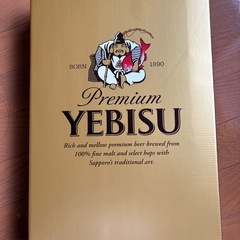 BORN 1890
Premium
YEBISU
Rich and mellow premium beer brewed from
100% fine malt and select hops with
Sapporo's traditional art.